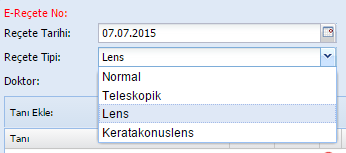 E-Reçete No:
Reçete Tarihi: 07.07.2015
Reçete Tipi: Lens
Normal
Doktor: Teleskopik
Lens
Tanı Ekle: Keratakonuslens
Tanı